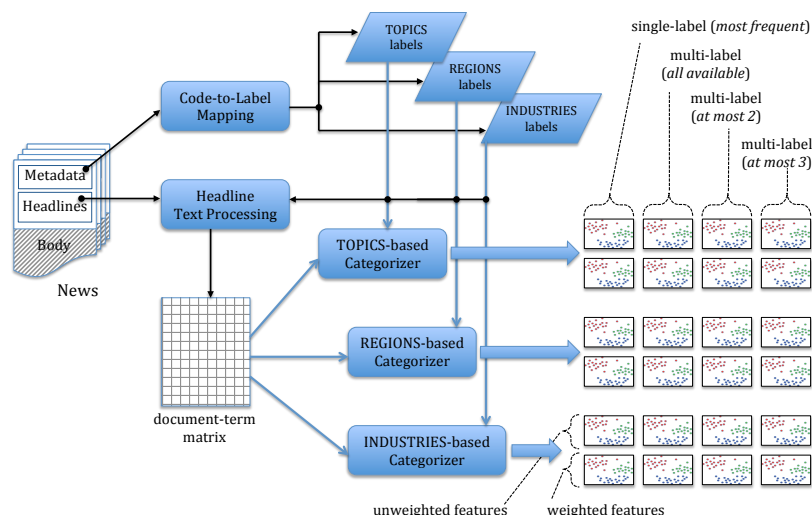 TOPICS
labels
single-label (most frequent)
multi-label
(all available)
REGIONS
labels
Code-to-Label
Mapping
INDUSTRIES
labels
multi-label
(at most 2)
multi-label
(at most 3)
Metadata
Headlines
Body
News
Headline
Text Processing
TOPICS-based
Categorizer
REGIONS-based
Categorizer
document-term
matrix
INDUSTRIES-based
Categorizer
unweighted features
weighted features